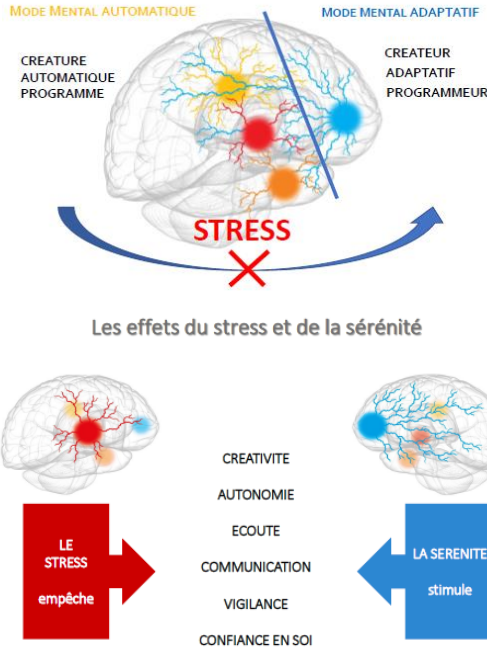 MODE MENTAL AUTOMATIQUE
MODE MENTAL ADAPTATIF
CREATURE
AUTOMATIQUE
PROGRAMME
CREATEUR
ADAPTATIF
PROGRAMMEUR
STRESS
Les effets du stress et de la sérénité
CREATIVITE
AUTONOMIE
ECOUTE
COMMUNICATION
VIGILANCE
CONFIANCE EN SOI
LE
STRESS
empêche
LA SERENITE
stimule